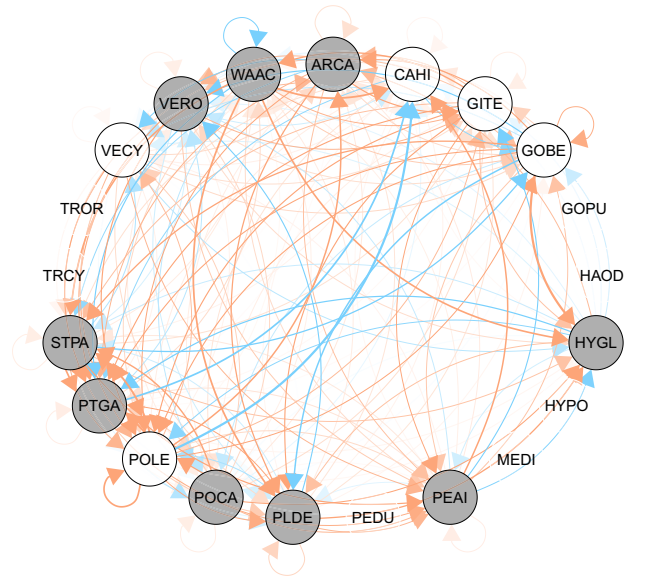 ARCA
WAAC
CAHI
VERO
GITE
VECY
GOBE
TROR
GOPU
TRCY
HAOD
STPA
HYGL
PTGA
HYPO
POLE
MEDI
POCA
PEAI
PLDE
PEDU